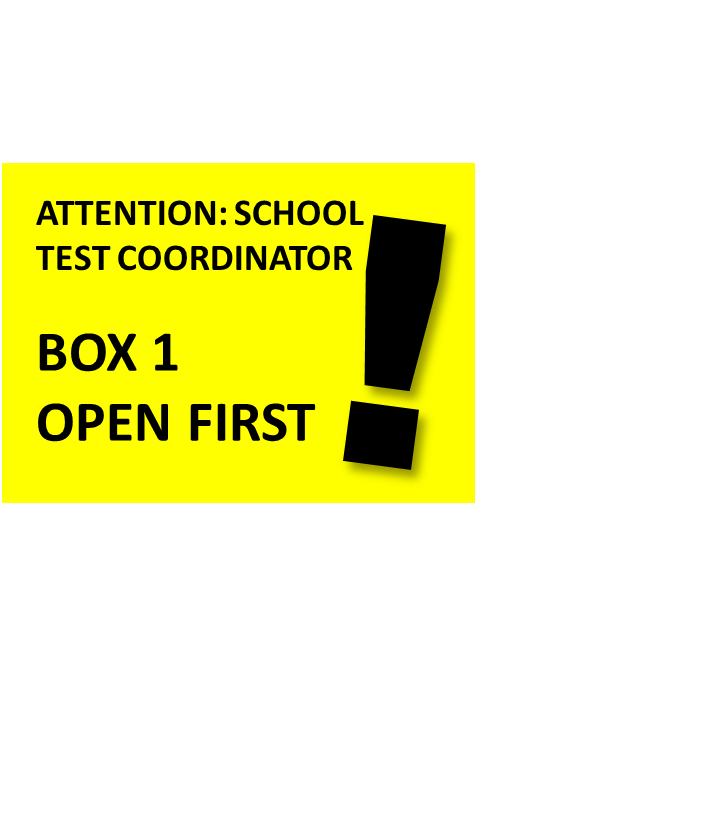 ATTENTION: SCHOOL
TEST COORDINATOR
BOX 1
OPEN FIRST
!